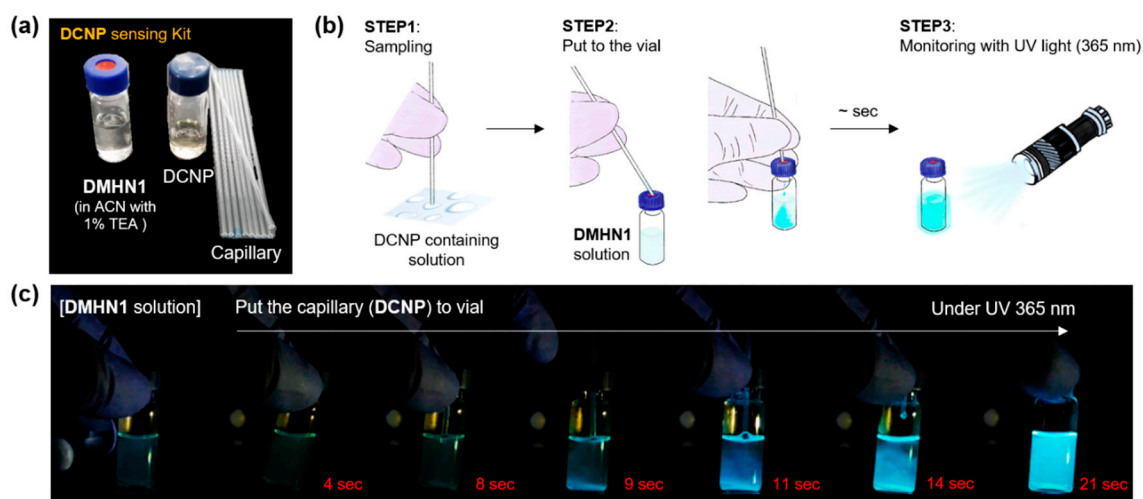 (a)
DCNP sensing Kit
DMHN1
(in ACN with
1% TEA )
DCNP
Capillary
(b)
STEP1:
Sampling
DCNP containing
solution
STEP2:
Put to the vial
DMHN1
solution
~ sec
STEP3:
Monitoring with UV light (365 nm)
(c)
[DMHN1 solution]
Put the capillary (DCNP) to vial
Under UV 365 nm
4 sec
8 sec
9 sec
11 sec
14 sec
21 sec